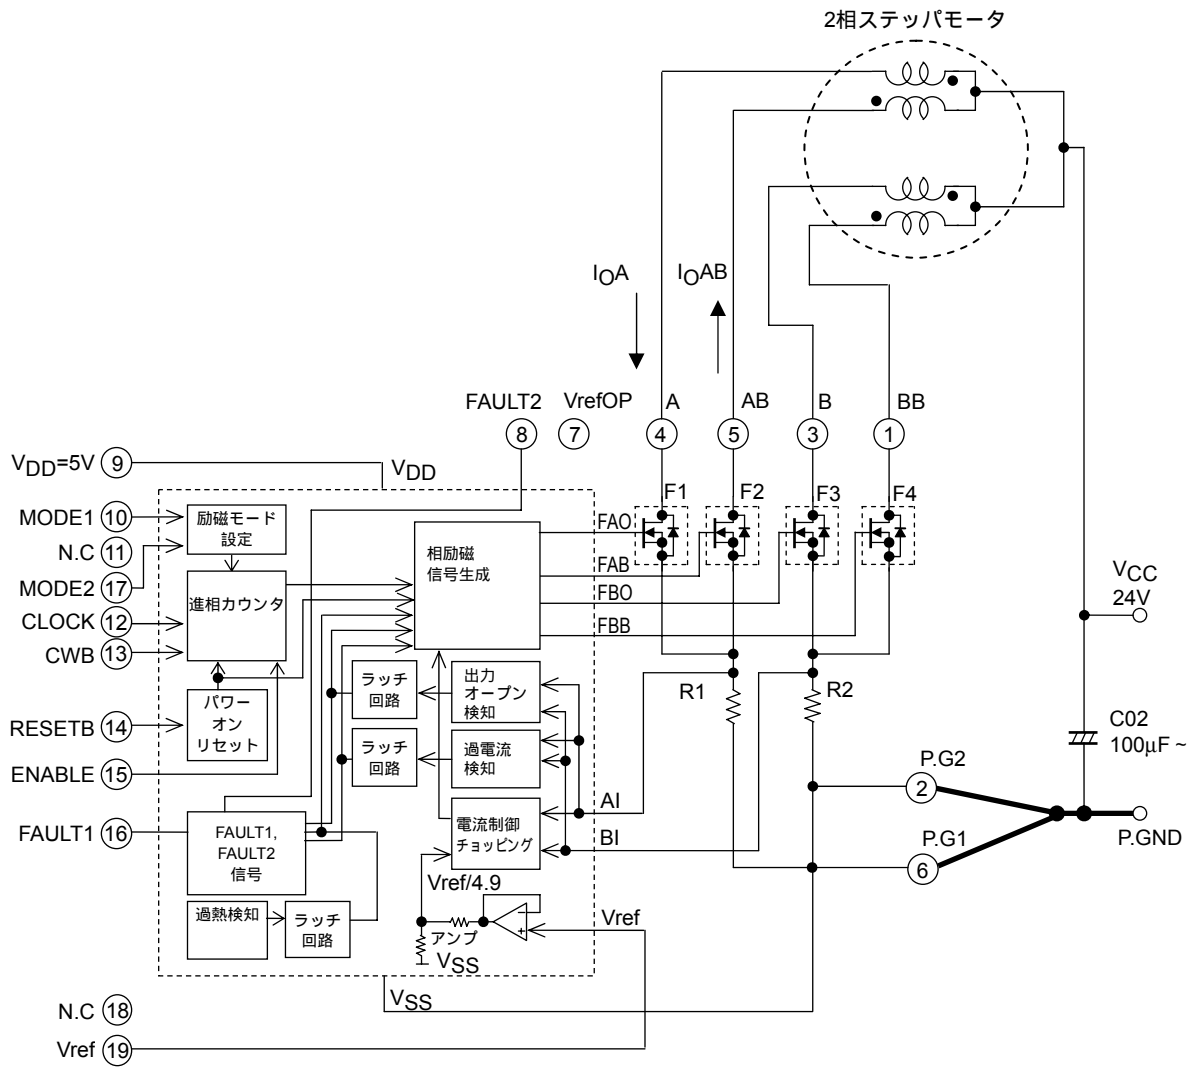 2相ステッパモータ
IOA
IOAB
FAULT2
VrefOP
A
AB
B
BB
8
7
4
5
3
1
VDD=5V
9
VDD
MODE1
10
N.C
11
MODE2
17
CLOCK
12
CWB
13
RESETB
14
ENABLE
15
FAULT1
16
励磁モード
設定
進相カウンタ
パワー
オン
リセット
FAULT1,
FAULT2
信号
過熱検知
ラッチ
回路
ラッチ
回路
ラッチ
回路
相励磁
信号生成
出力
オープン
検知
過電流
検知
電流制御
チョッピング
Vref/4.9
アンプ
VSS
Vref
FAO
FAB
FBO
FBB
F1
F2
F3
F4
AI
BI
R1
R2
VCC
24V
C02
100μF ~
P.G2
2
P.G1
6
P.GND
VSS
N.C
18
Vref
19